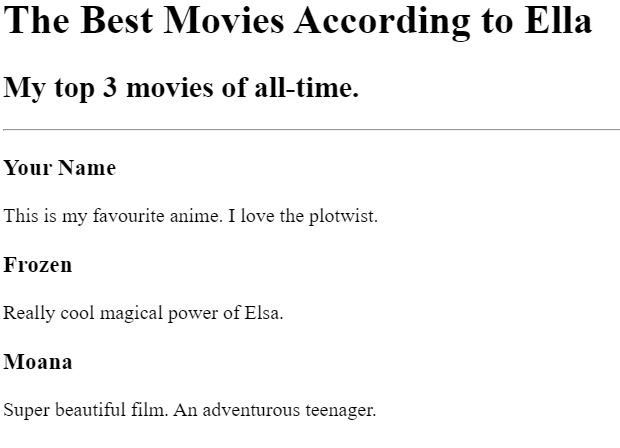 The Best Movies According to Ella
My top 3 movies of all-time.
Your Name
This is my favourite anime. I love the plotwist.
Frozen
Really cool magical power of Elsa.
Moana
Super beautiful film. An adventurous teenager.